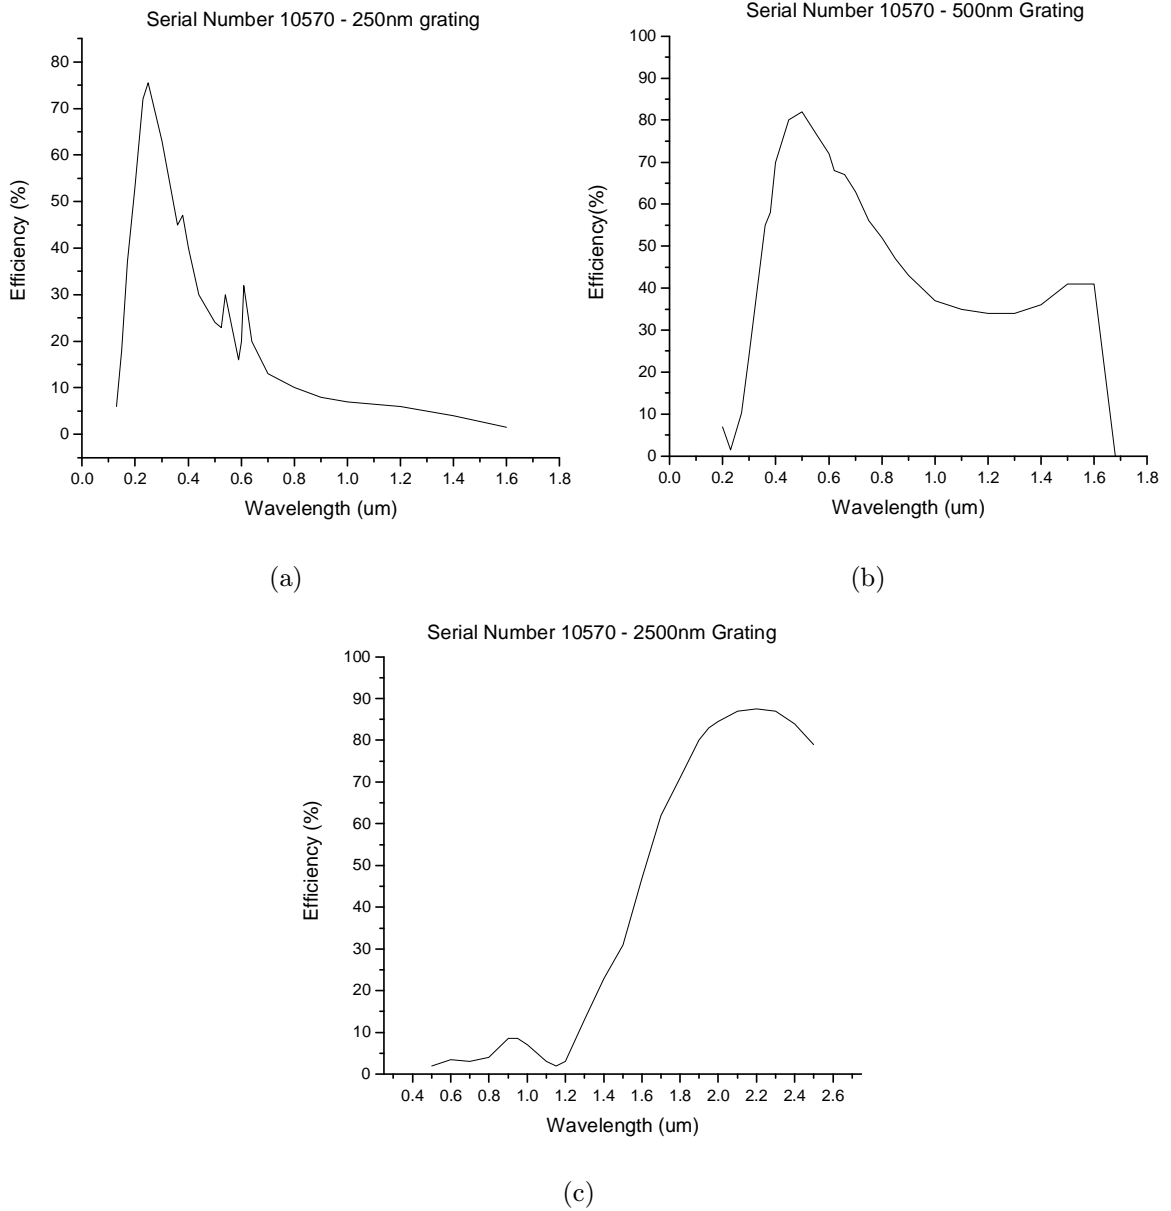 Serial Number 10570 - 250nm grating
80
70
60
50
40
30
20
10
0
Efficiency (%)
0.0 0.2 0.4 0.6 0.8 1.0 1.2 1.4 1.6 1.8
Wavelength (um)
(a)
Serial Number 10570 - 500nm Grating
100
90
80
70
60
50
40
30
20
10
0
Efficiency(%)
0.0 0.2 0.4 0.6 0.8 1.0 1.2 1.4 1.6 1.8
Wavelength (um)
(b)
Serial Number 10570 - 2500nm Grating
100
90
80
70
60
50
40
30
20
10
0
Efficiency (%)
0.4 0.6 0.8 1.0 1.2 1.4 1.6 1.8 2.0 2.2 2.4 2.6
Wavelength (um)
(c)